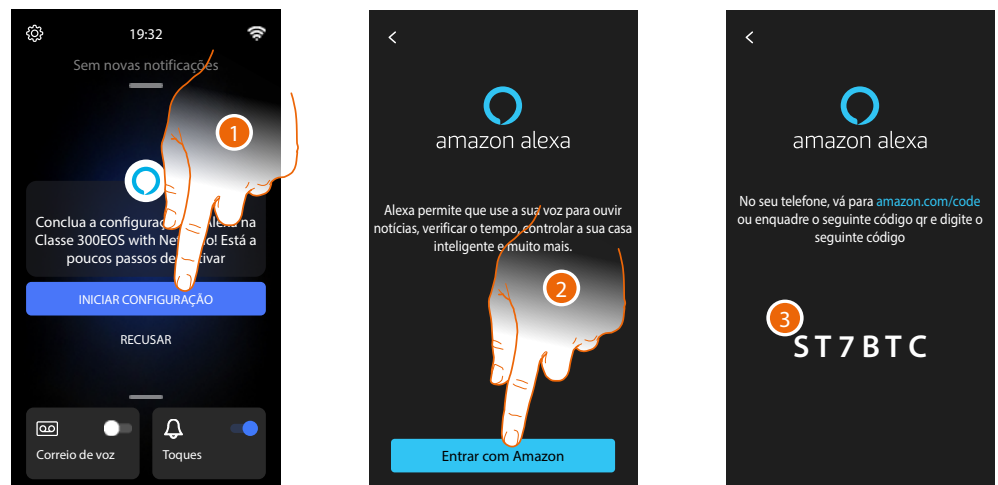 19:32
Sem novas notificações
1
Conclua a configura
na
Classe 300EOS with Ne o! Está a
poucos passos de
INICIAR CONFIGURAÇÃO
RECUSAR
Correio de voz
Toques
amazon alexa
Alexa permite que use a sua voz para ouvir
notícias, verificar o tempo, controlar a sua casa
inteligente e muito mais.
2
Entrar com Amazon
amazon alexa
No seu telefone, vá para amazon.com/code
ou enquadre o seguinte código qr e digite o
seguinte código
3
ST7BTC